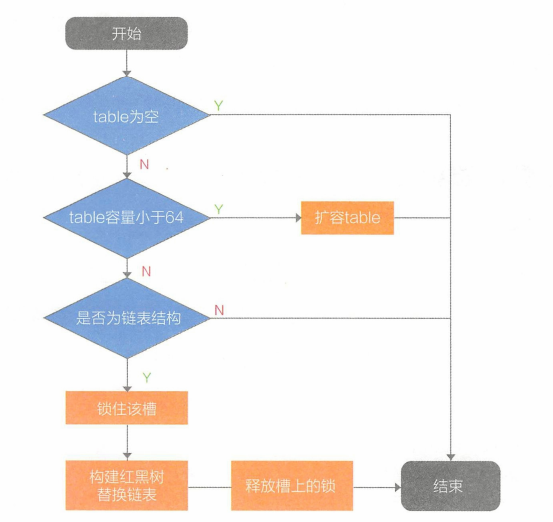 开始
table为空
Y
N
table容量小于64
Y
扩容table
N
是否为链表结构
N
Y
锁住该槽
构建红黑树
替换链表
释放槽上的锁
结束